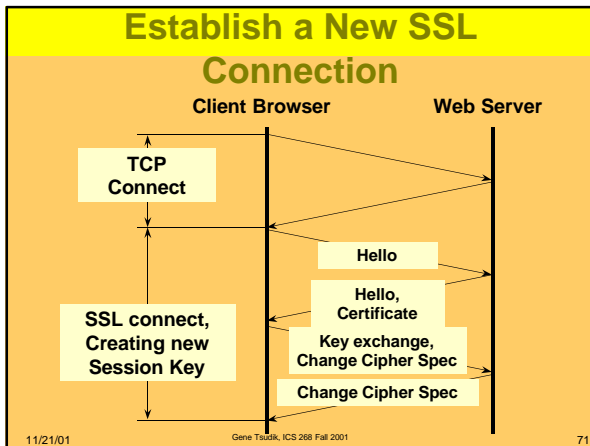 Establish a New SSL
Connection
Client Browser
Web Server
TCP
Connect
Hello
Hello,
Certificate
SSL connect,
Creating new
Session Key
Key exchange,
Change Cipher Spec
Change Cipher Spec
11/21/01
Gene Tsudik, ICS 268 Fall 2001
71